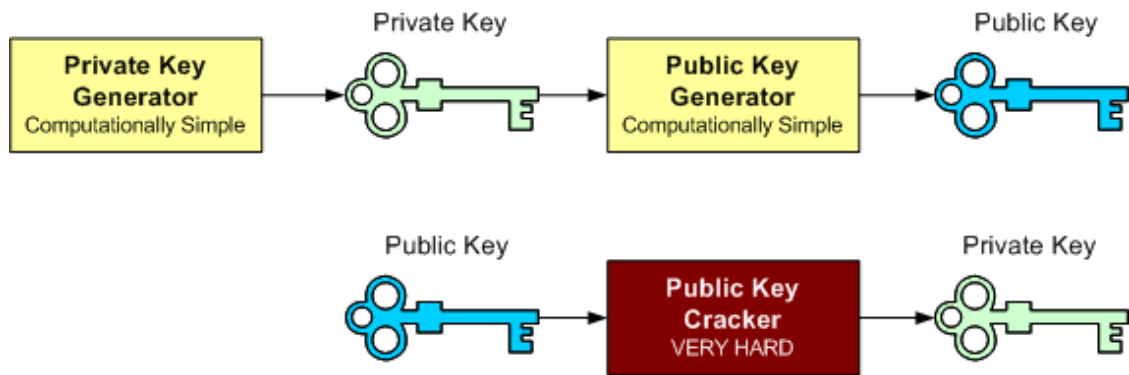 Private Key
Public Key
Private Key
Generator
Computationally Simple
Public Key
Generator
Computationally Simple
Public Key
Private Key
Public Key
Cracker
VERY HARD